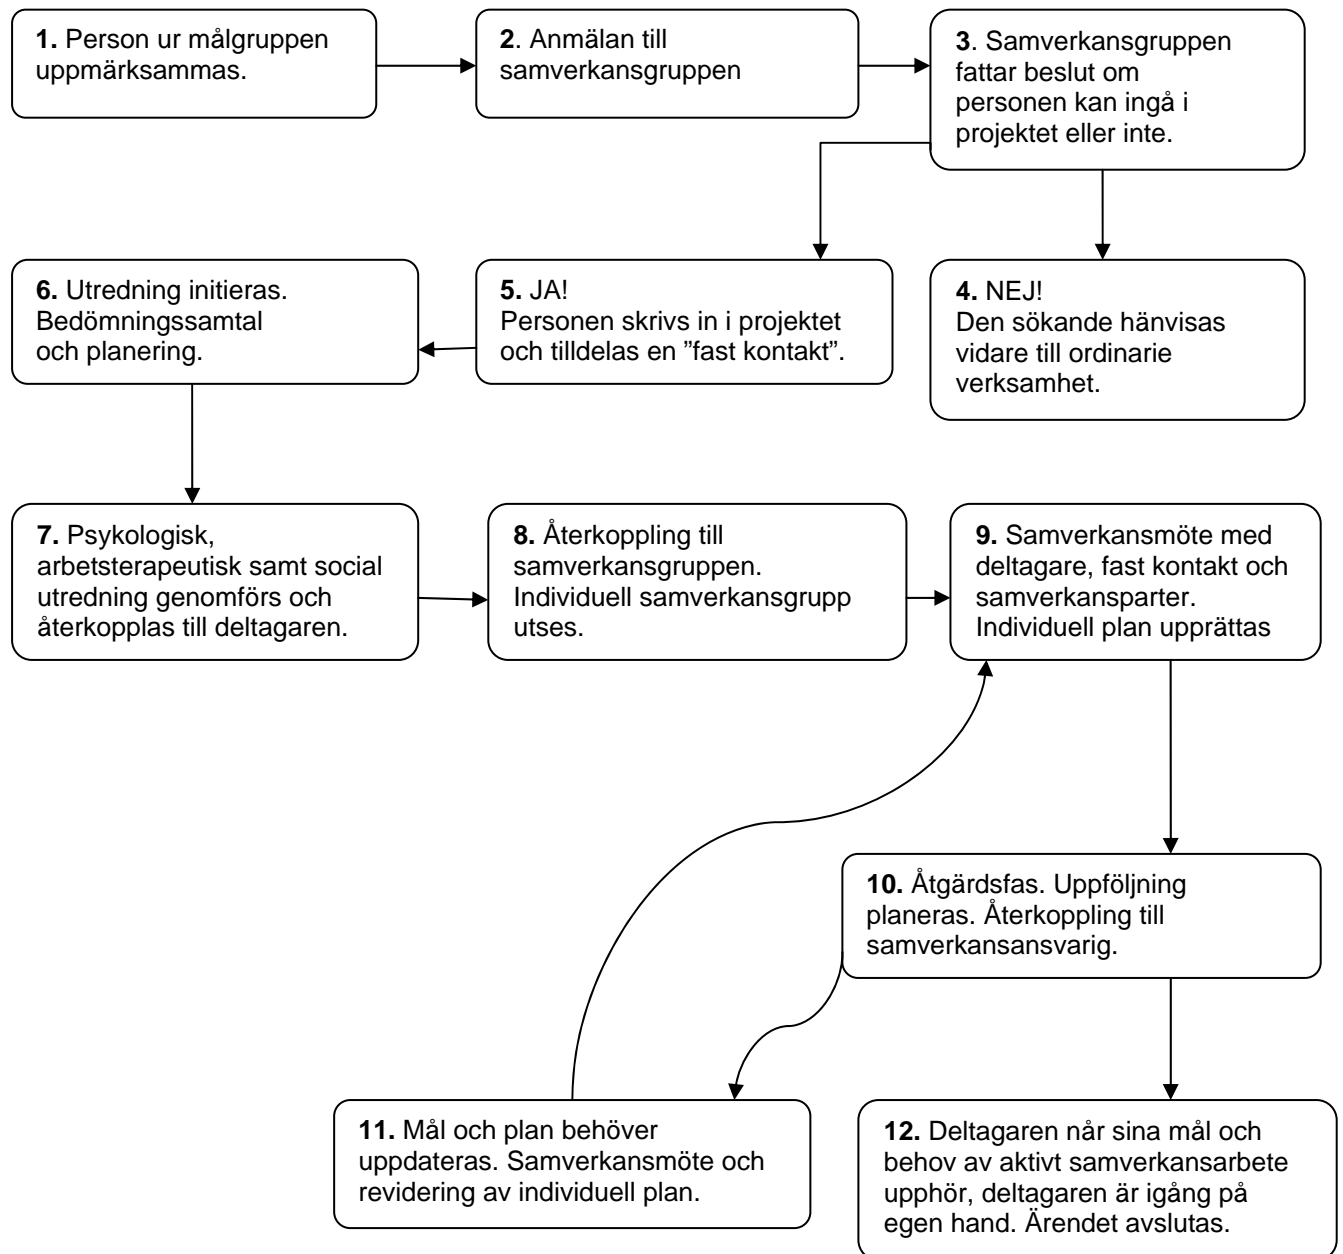 1. Person ur målgruppen
uppmärksammas.
2. Anmälan till
samverkansgruppen
3. Samverkansgruppen
fattar beslut om
personen kan ingå i
projektet eller inte.
6. Utredning initieras.
Bedömningssamtal
och planering.
5. JA!
Personen skrivs in i projektet
och tilldelas en ”fast kontakt”.
4. NEJ!
Den sökande hänvisas
vidare till ordinarie
verksamhet.
7. Psykologisk,
arbetsterapeutisk samt social
utredning genomförs och
återkopplas till deltagaren.
8. Återkoppling till
samverkansgruppen.
Individuell samverkansgrupp
utses.
9. Samverkansmöte med
deltagare, fast kontakt och
samverkansparter.
Individuell plan upprättas
10. Åtgärdsfas. Uppföljning
planeras. Återkoppling till
samverkansansvarig.
11. Mål och plan behöver
uppdateras. Samverkansmöte och
revidering av individuell plan.
12. Deltagaren når sina mål och
behov av aktivt samverkansarbete
upphör, deltagaren är igång på
egen hand. Ärendet avslutas.